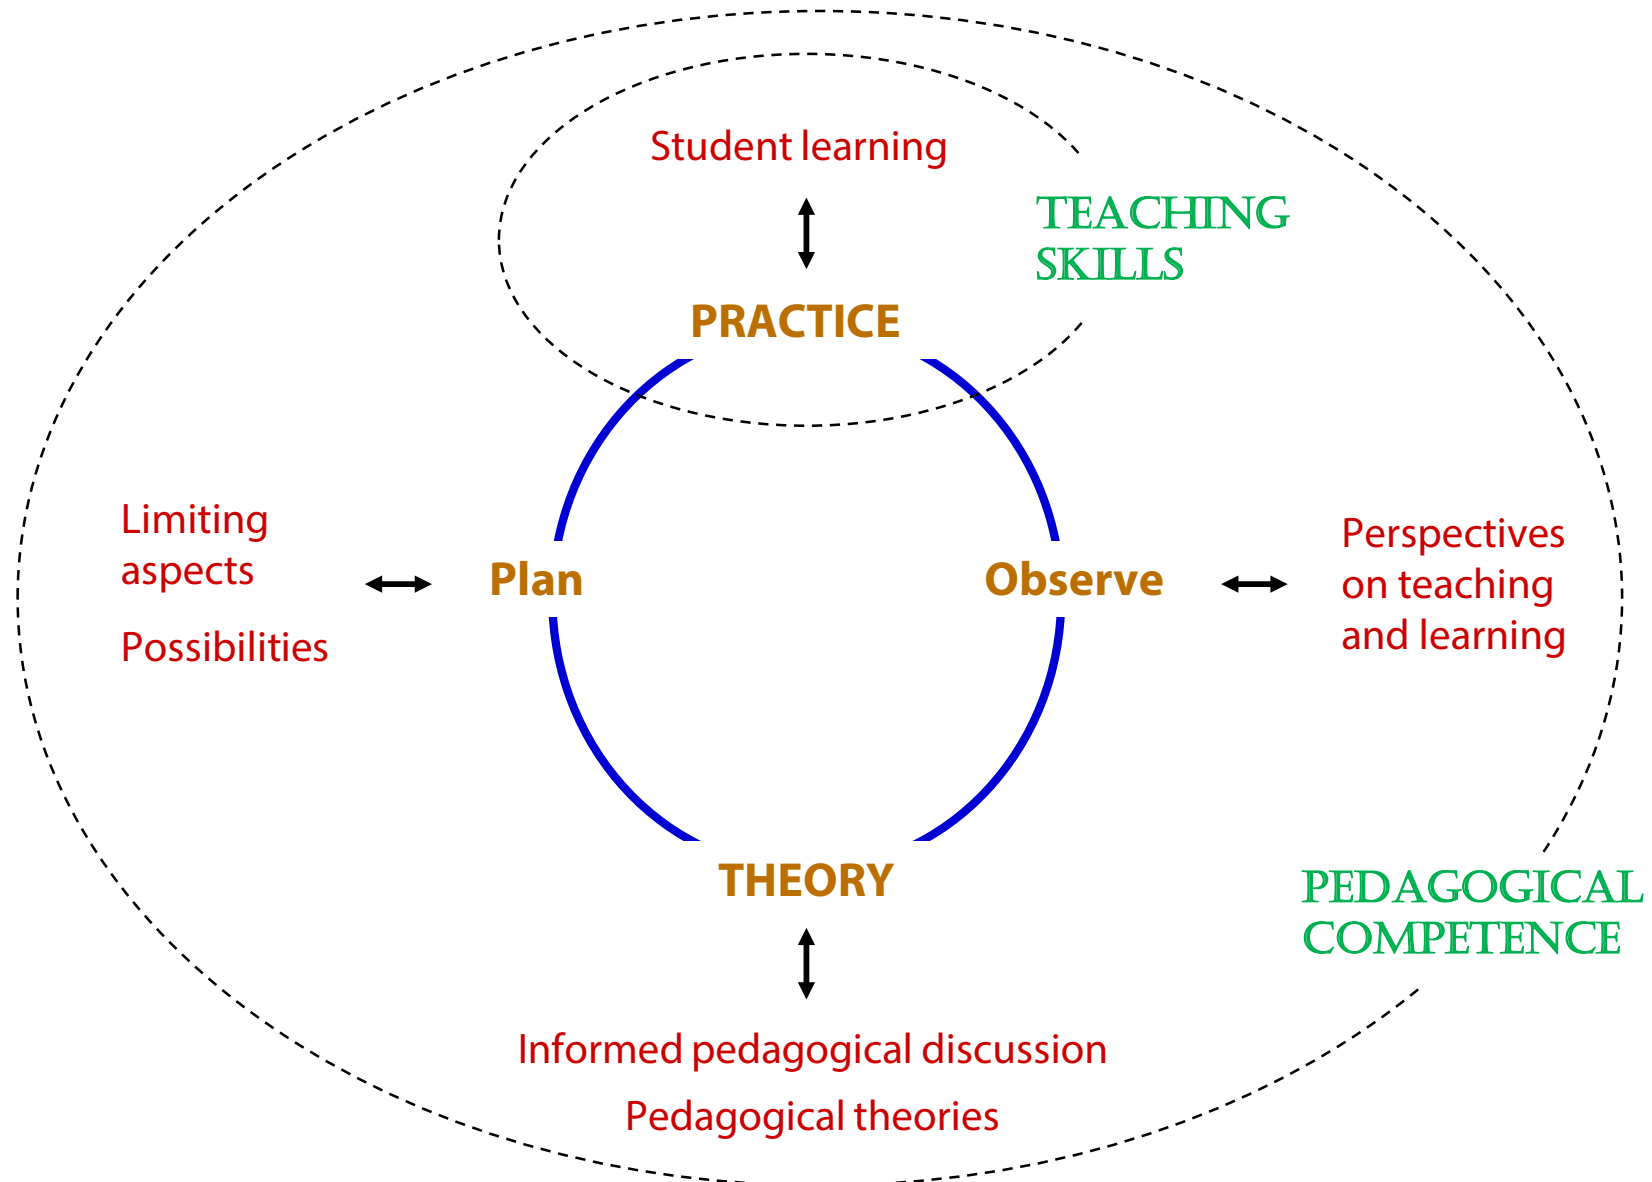 Student learning
TEACHING
SKILLS
PRACTICE
Limiting
aspects
Possibilities
Plan
Observe
Perspectives
on teaching
and learning
THEORY
PEDAGOGICAL
COMPETENCE
Informed pedagogical discussion
Pedagogical theories